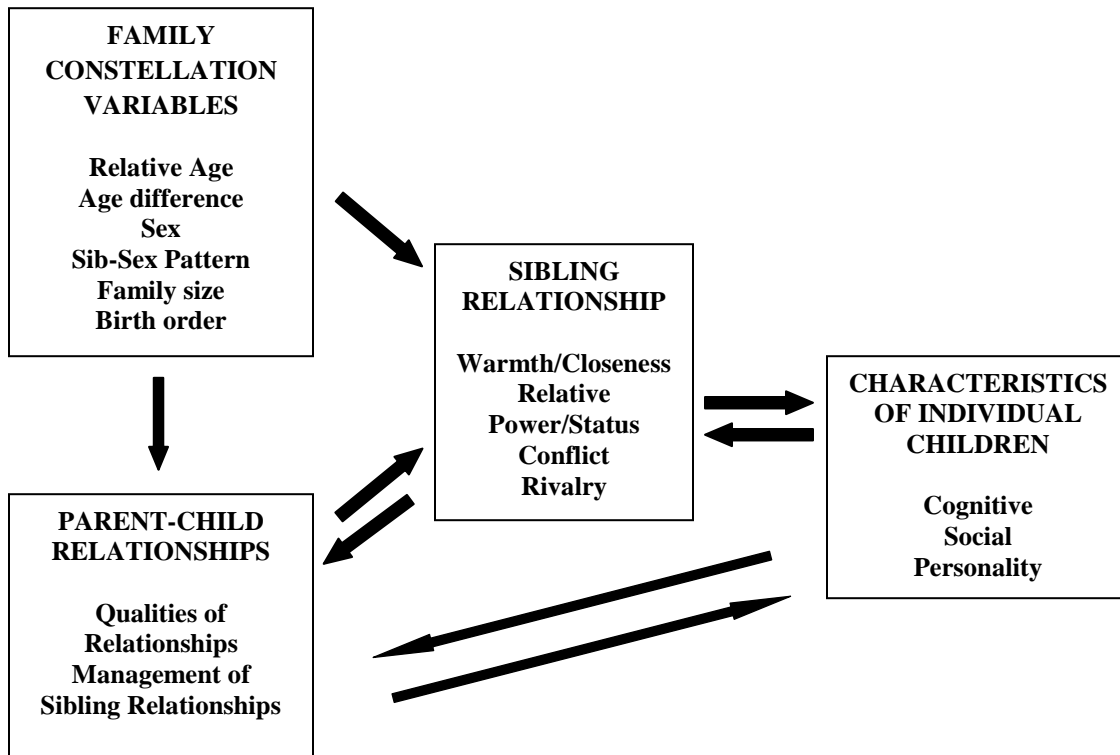 FAMILY
CONSTELLATION
VARIABLES
Relative Age
Age difference
Sex
Sib-Sex Pattern
Family size
Birth order
SIBLING
RELATIONSHIP
Warmth/Closeness
Relative
Power/Status
Conflict
Rivalry
CHARACTERISTICS
OF INDIVIDUAL
CHILDREN
Cognitive
Social
Personality
PARENT-CHILD
RELATIONSHIPS
Qualities of
Relationships
Management of
Sibling Relationships